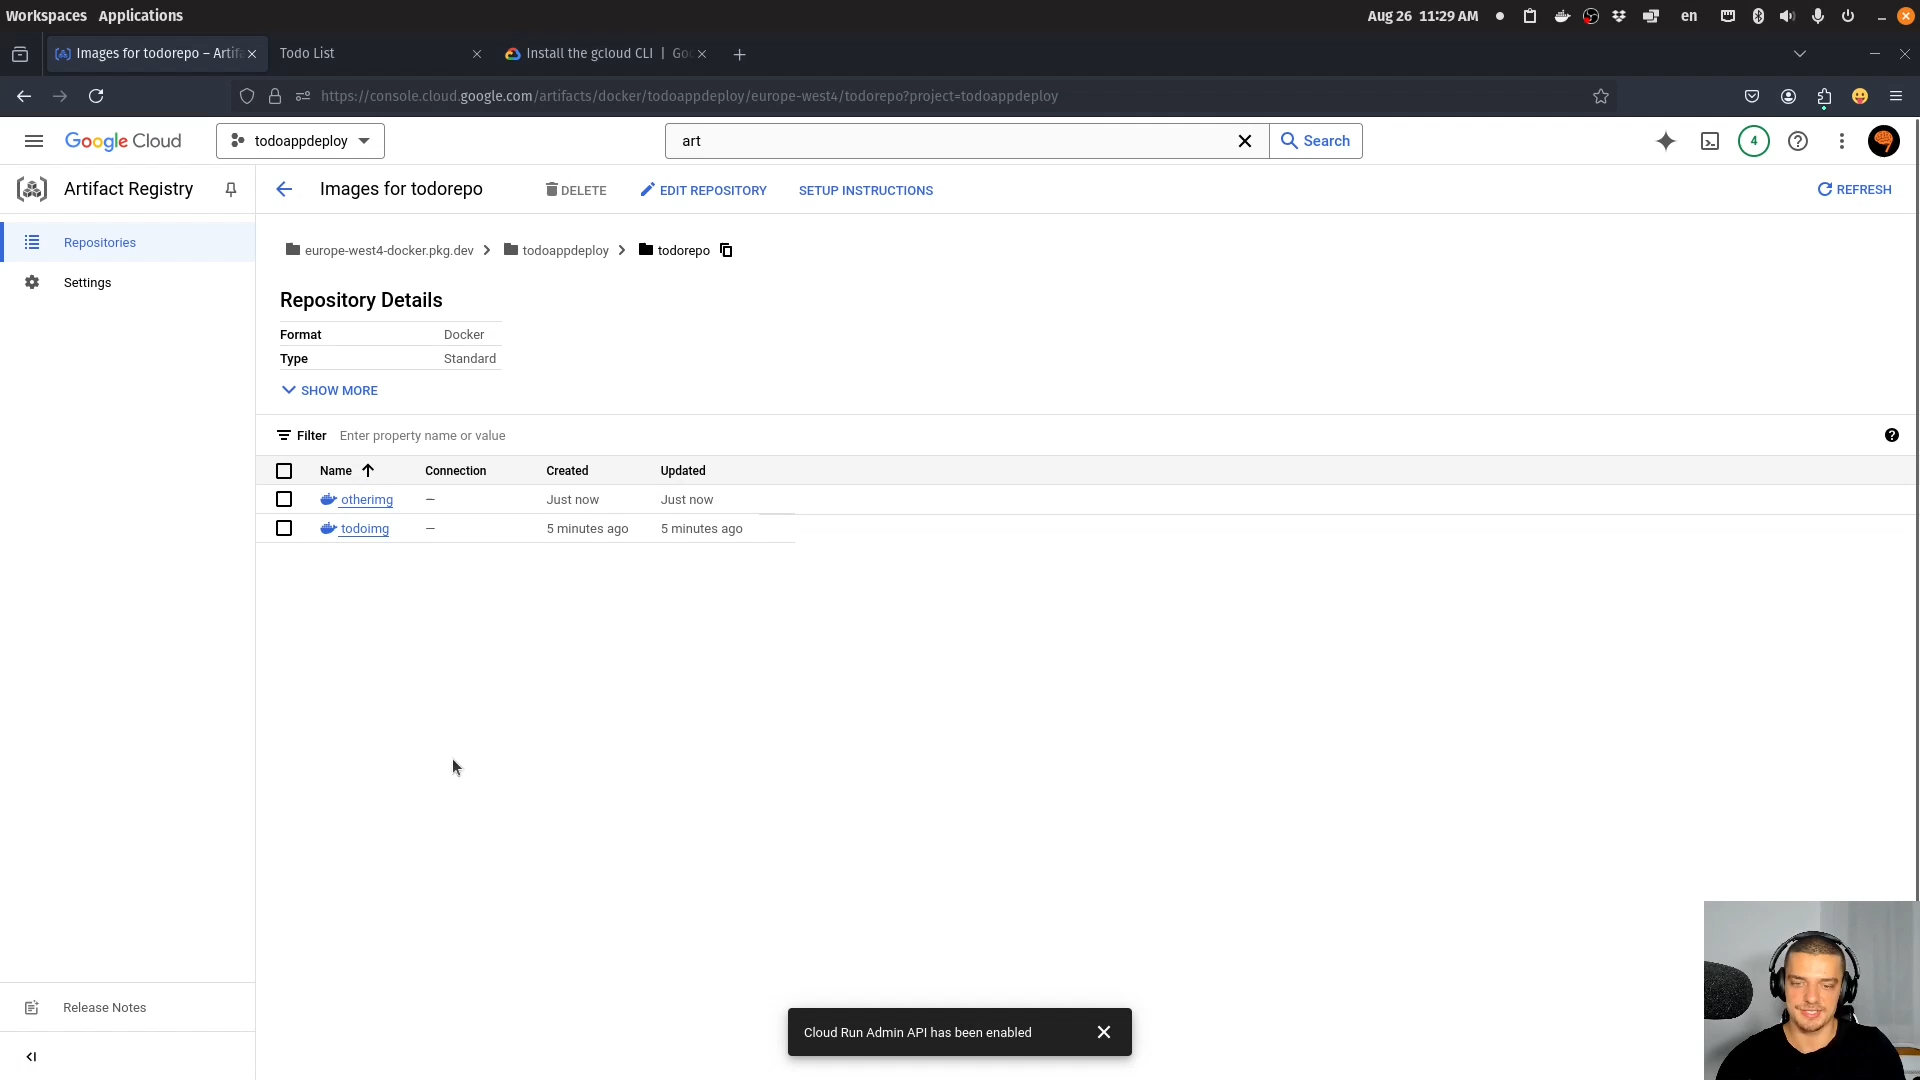 Workspaces Applications Aug 26 11:29 AM en
Images for todorepo – Artif Todo List Install the gcloud CLI | Goo
https://console.cloud.google.com/artifacts/docker/todoappdeploy/europe-west4/todorepo?project=todoappdeploy
Google Cloud todoappdeploy art Search 4
Artifact Registry Images for todorepo DELETE EDIT REPOSITORY SETUP INSTRUCTIONS REFRESH
Repositories
Settings
europe-west4-docker.pkg.dev todoappdeploy todorepo
Repository Details
Format Docker
Type Standard
SHOW MORE
Filter Enter property name or value
Name Connection Created Updated
otherimg — Just now Just now
todoimg — 5 minutes ago 5 minutes ago
Release Notes
Cloud Run Admin API has been enabled